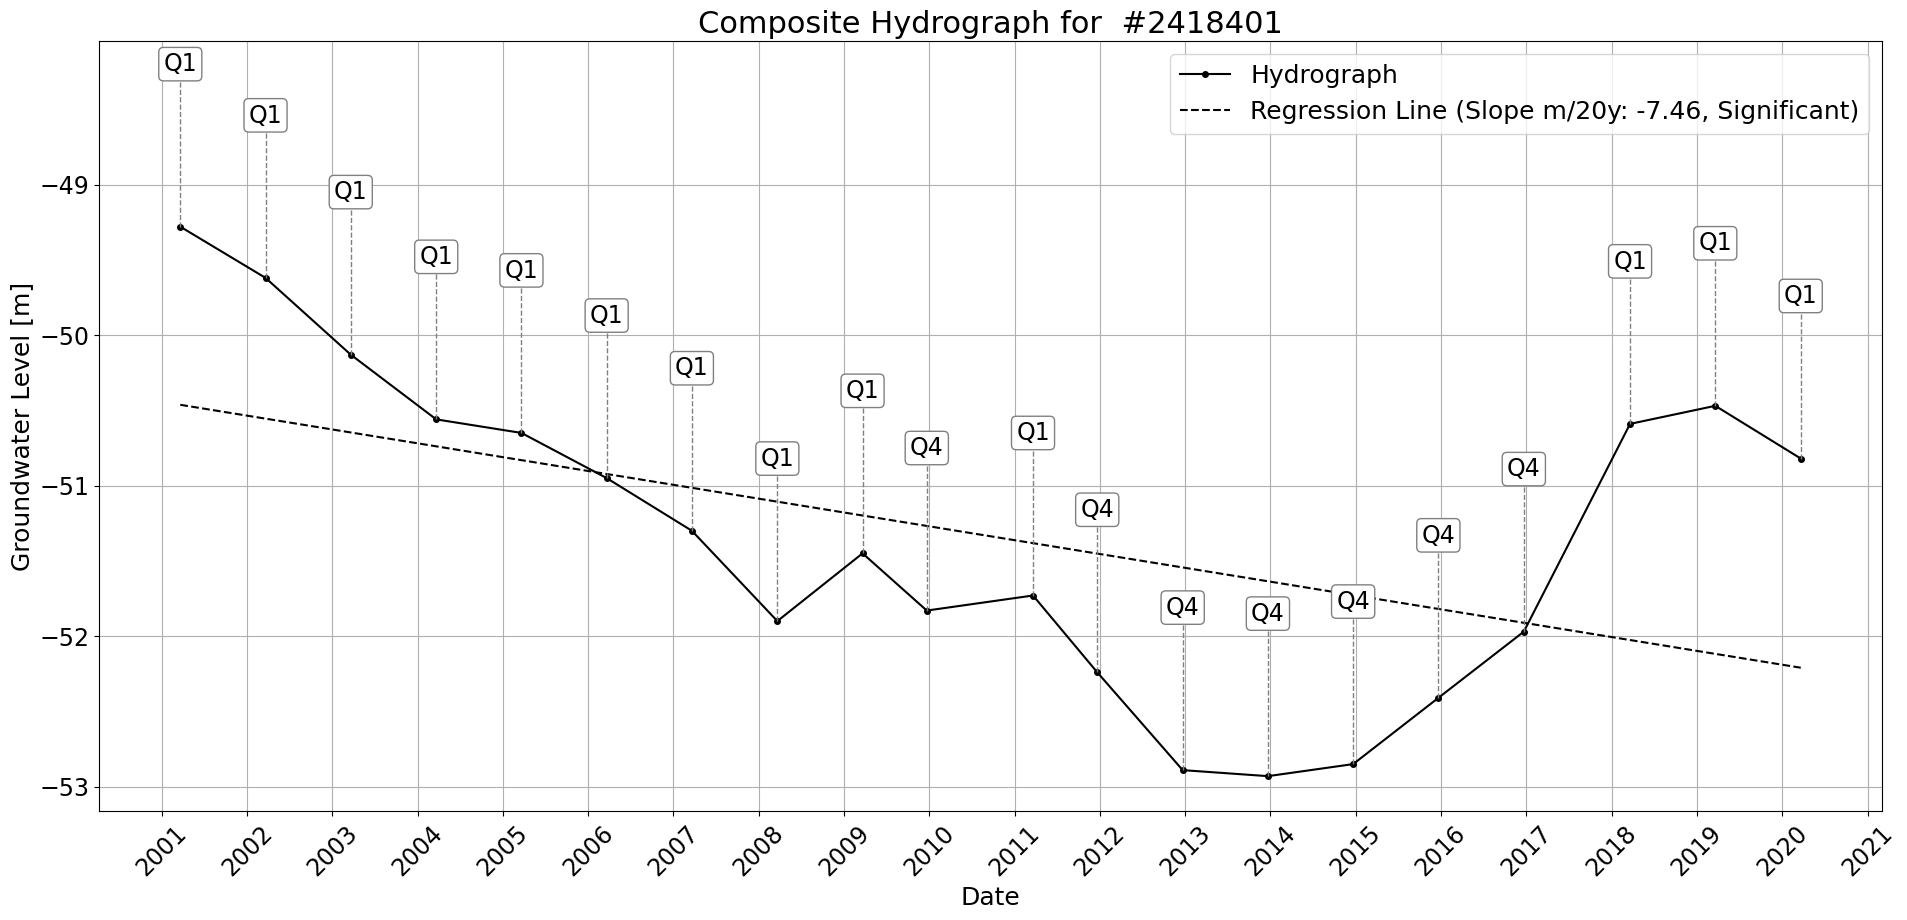 Composite Hydrograph for  #2418401
Hydrograph
Regression Line (Slope m/20y: -7.46, Significant)
Q1
Q1
Q1
Q1
Q1
Q1
Q1
Q1
Q1
Q4
Q1
Q4
Q4
Q4
Q4
Q4
Q4
Q1
Q1
Q1
Groundwater Level [m]
−49
−50
−51
−52
−53
2001
2002
2003
2004
2005
2006
2007
2008
2009
2010
2011
2012
2013
2014
2015
2016
2017
2018
2019
2020
2021
Date